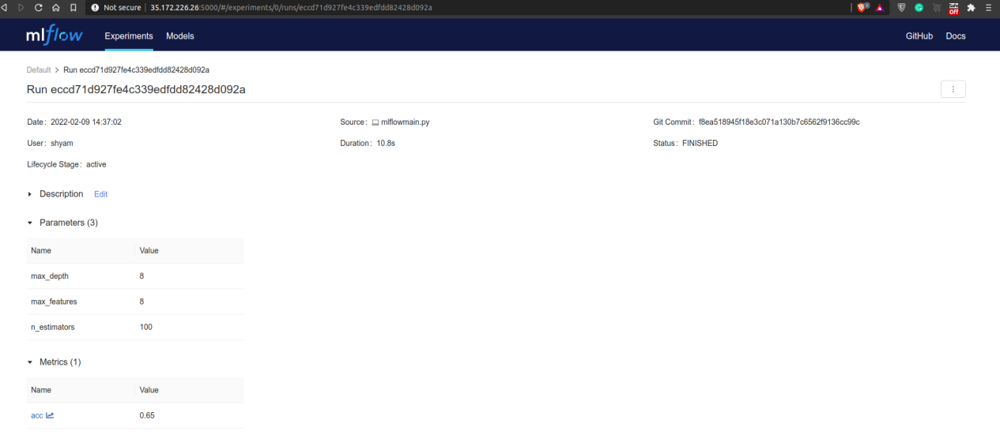 Not secure | 35.172.226.26:5000/#/experiments/0/runs/eccd71d927fe4c339edfdd82428d092a
OFF
mlflow Experiments Models GitHub Docs
Default > Run eccd71d927fe4c339edfdd82428d092a
Run eccd71d927fe4c339edfdd82428d092a
Date: 2022-02-09 14:37:02 Source: mlflowmain.py Git Commit: f8ea518945f18e3c071a130b7c6562f9136cc99c
User: shyam Duration: 10.8s Status: FINISHED
Lifecycle Stage: active
Description Edit
Parameters (3)
Name Value
max_depth 8
max_features 8
n_estimators 100
Metrics (1)
Name Value
acc 0.65